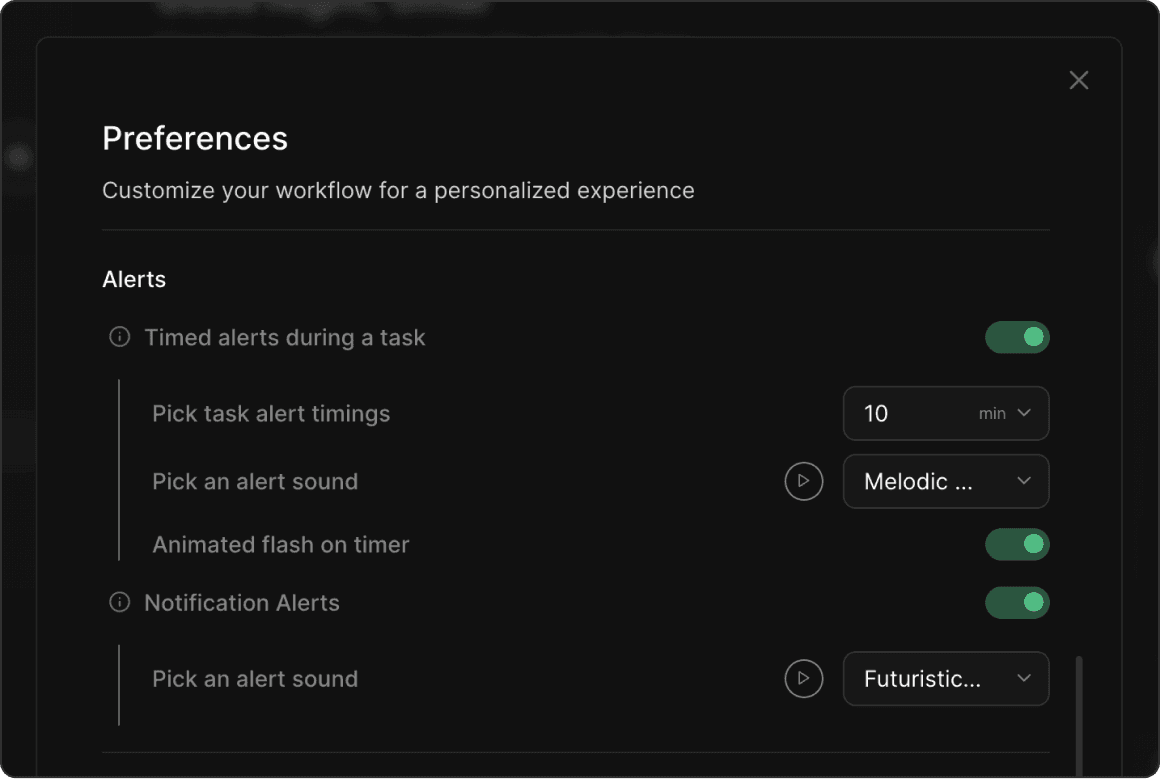 Preferences
Customize your workflow for a personalized experience
Alerts
Timed alerts during a task
Pick task alert timings
10 min
Pick an alert sound
Melodic ...
Animated flash on timer
Notification Alerts
Pick an alert sound
Futuristic...